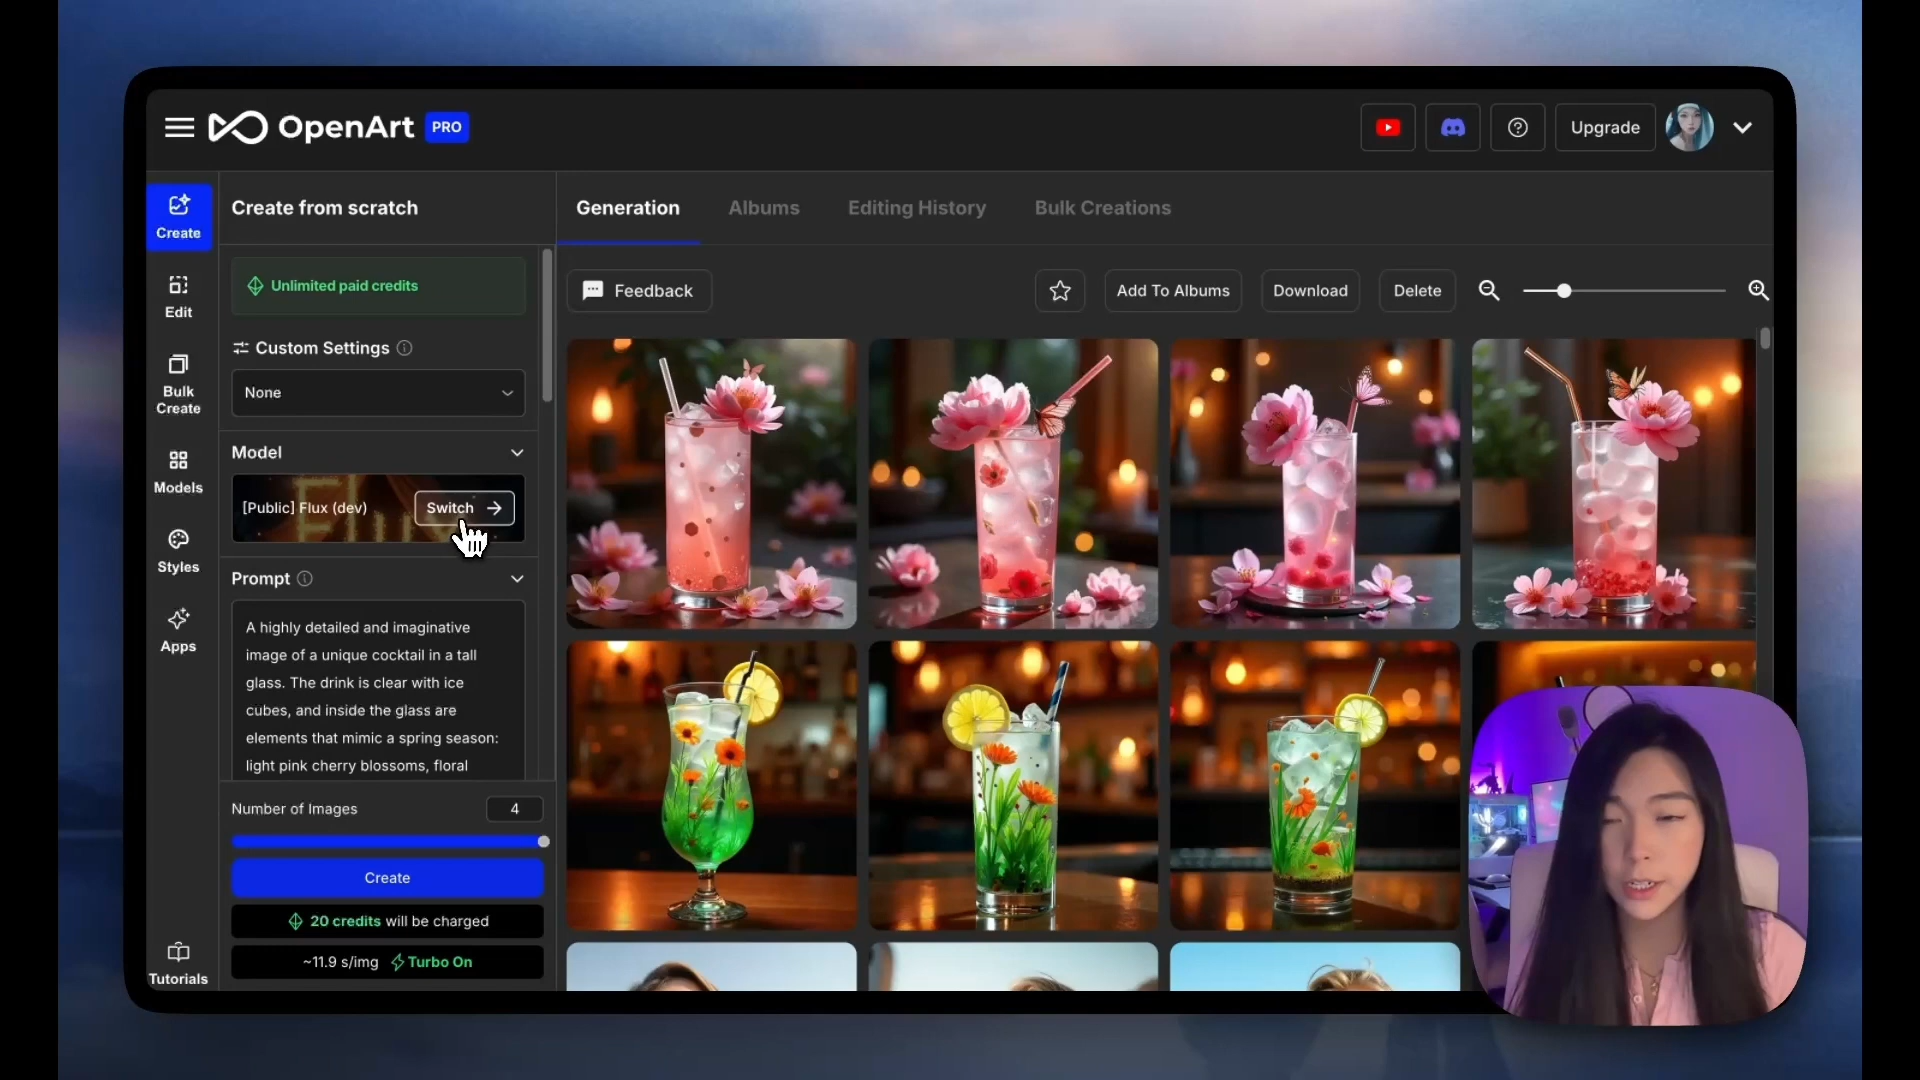 OpenArt PRO
Upgrade
Create
Edit
Bulk
Create
Models
Styles
Apps
Tutorials
Create from scratch
Unlimited paid credits
Custom Settings
None
Model
[Public] Flux (dev)
Switch
Prompt
A highly detailed and imaginative
image of a unique cocktail in a tall
glass. The drink is clear with ice
cubes, and inside the glass are
elements that mimic a spring season:
light pink cherry blossoms, floral
Number of Images
4
Create
20 credits will be charged
~11.9 s/img Turbo On
Generation
Albums
Editing History
Bulk Creations
Feedback
Add To Albums
Download
Delete